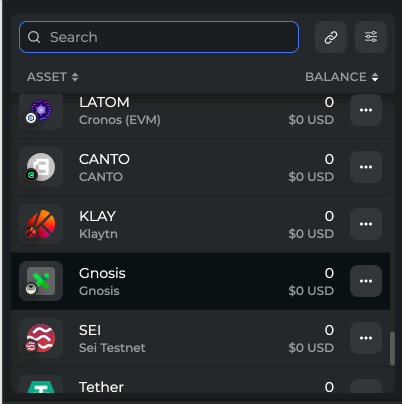 Search
ASSET BALANCE
LATOM 0
Cronos (EVM) $0 USD
CANTO 0
CANTO $0 USD
KLAY 0
Klaytn $0 USD
Gnosis 0
Gnosis $0 USD
SEI 0
Sei Testnet $0 USD
Tether 0